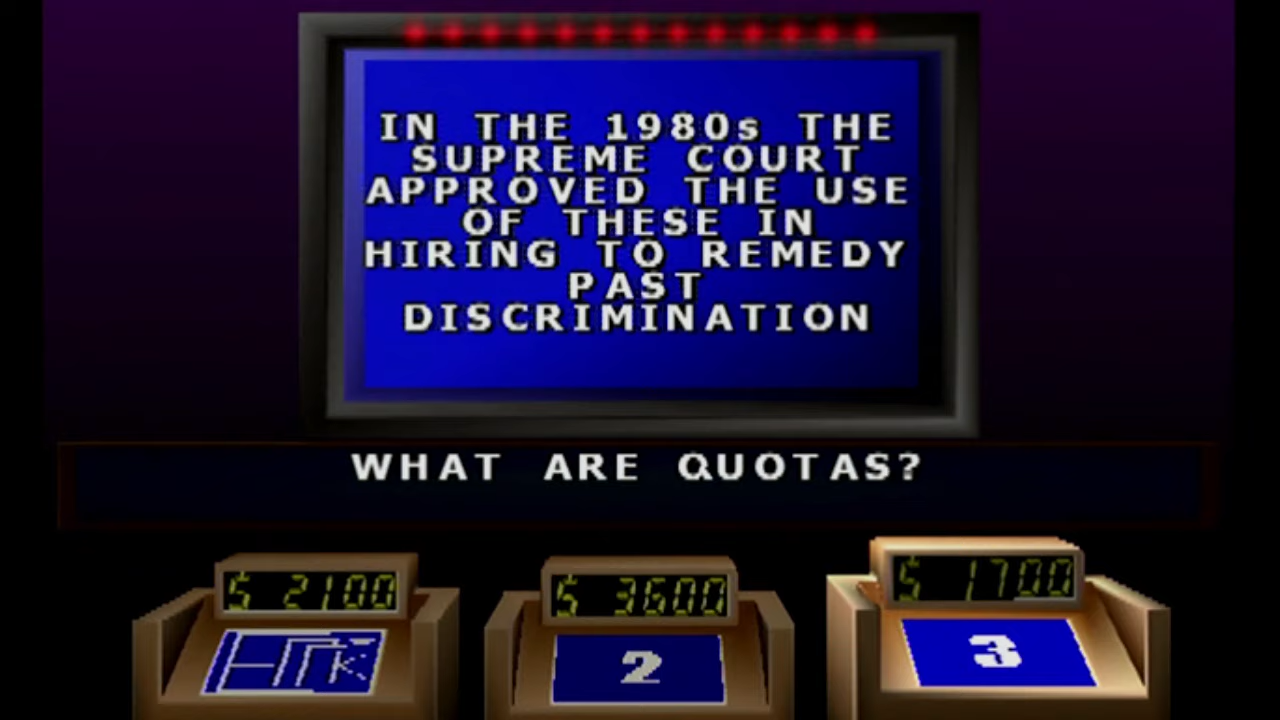 IN THE 1980s THE
SUPREME COURT
APPROVED THE USE
OF THESE IN
HIRING TO REMEDY
PAST
DISCRIMINATION
WHAT ARE QUOTAS?
$ 2100 $ 3600 $ 1700
2 3